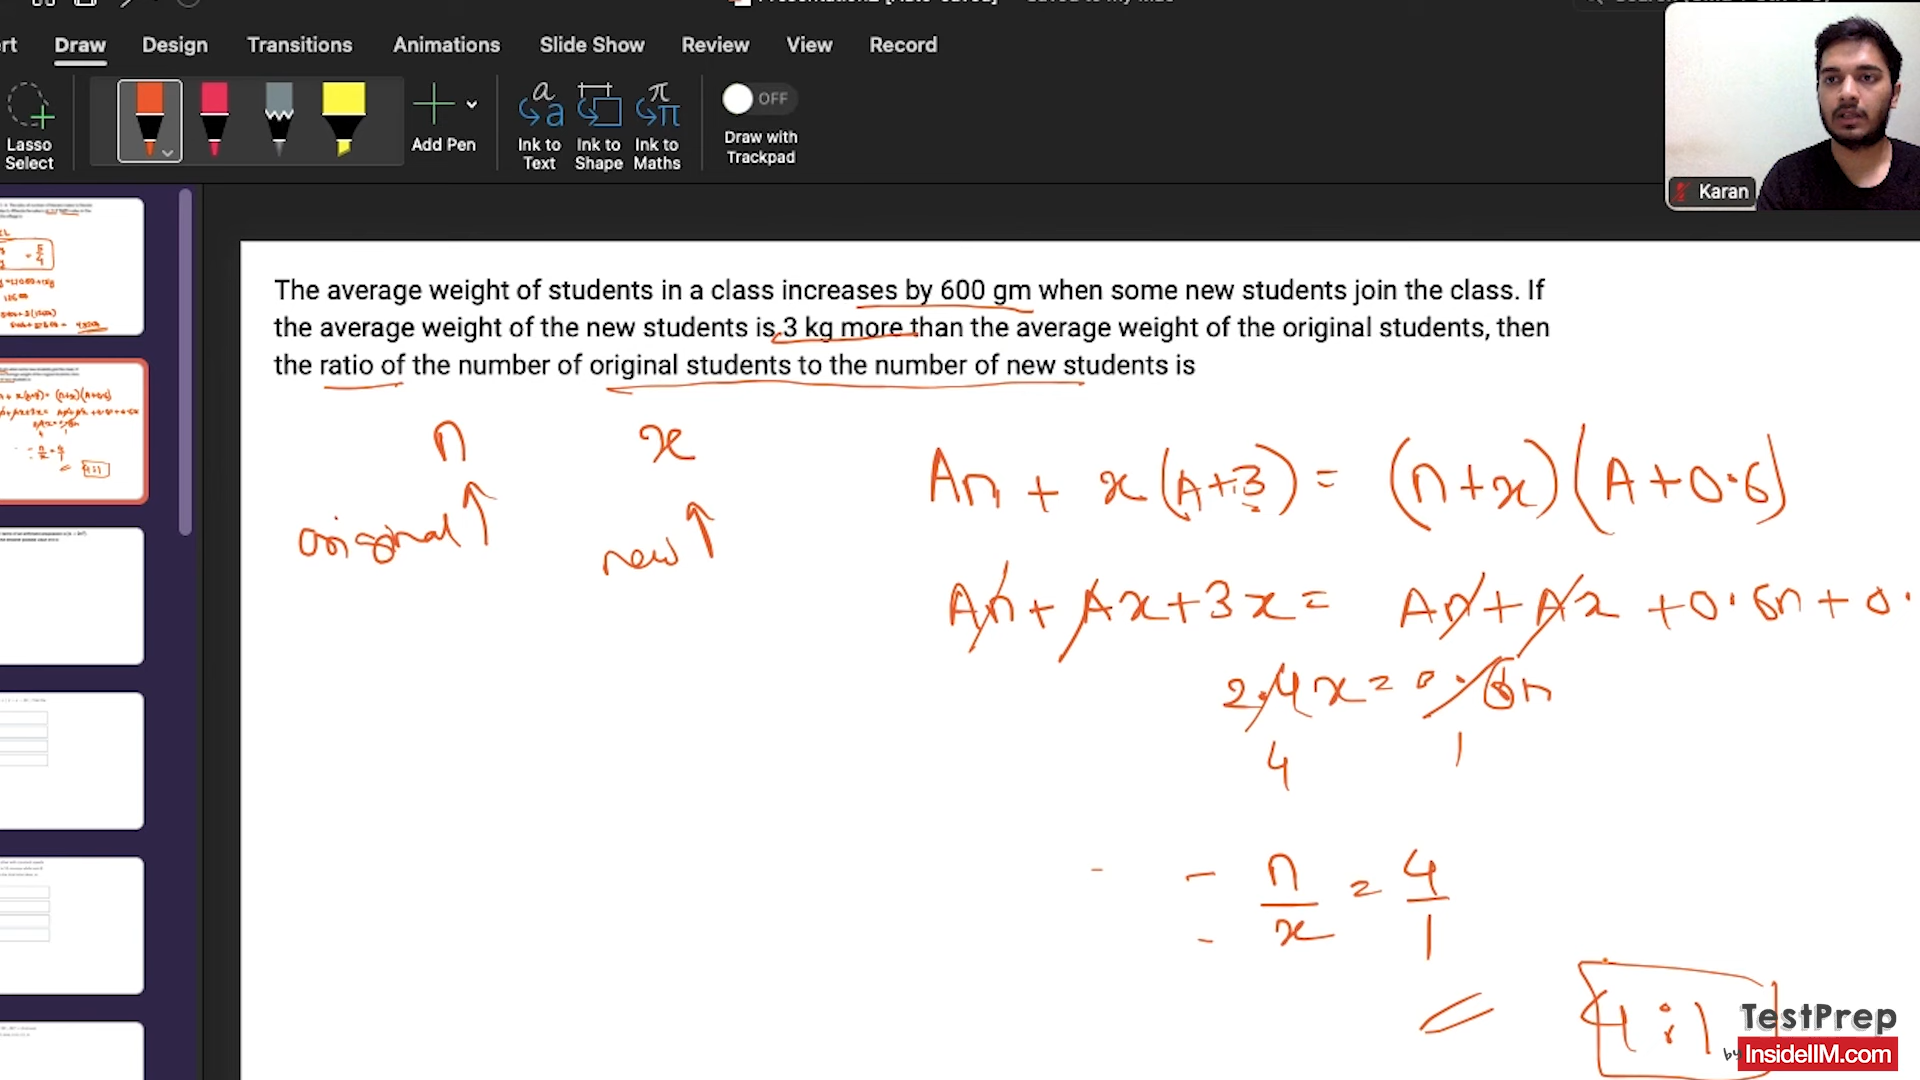 Draw Design Transitions Animations Slide Show Review View Record
OFF
Lasso Select
Add Pen
Ink to Text
Ink to Shape
Ink to Maths
Draw with Trackpad
Karan
The average weight of students in a class increases by 600 gm when some new students join the class. If
the average weight of the new students is 3 kg more than the average weight of the original students, then
the ratio of the number of original students to the number of new students is
n x
original new
An + x(A+3) = (n+x)(A+0.6)
An + Ax + 3x = An + Ax + 0.6n + 0.
2.4x = 0.6n
4 1
n/x = 4/1
4:1
TestPrep
by InsideIIM.com